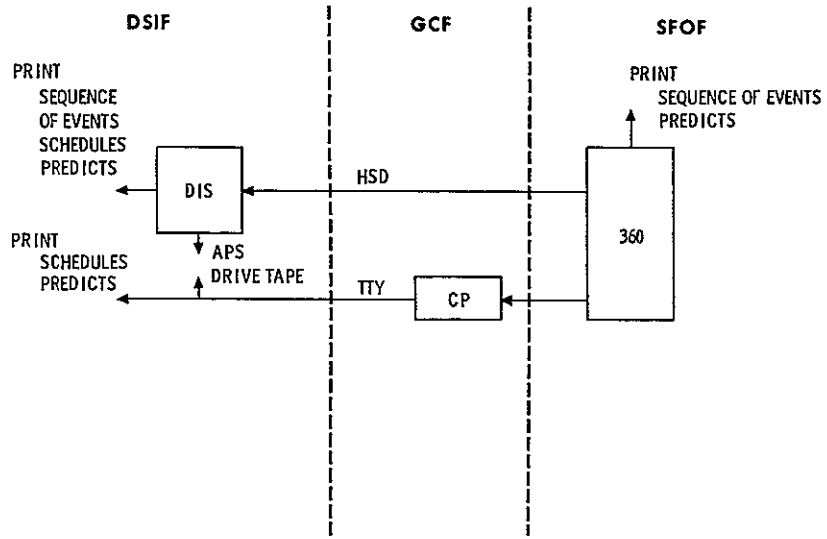 DSIF
GCF
SFOF
PRINT
SEQUENCE
OF EVENTS
SCHEDULES
PREDICTS
PRINT
SEQUENCE OF EVENTS
PREDICTS
DIS
HSD
360
PRINT
SCHEDULES
PREDICTS
APS
DRIVE TAPE
TTY
CP